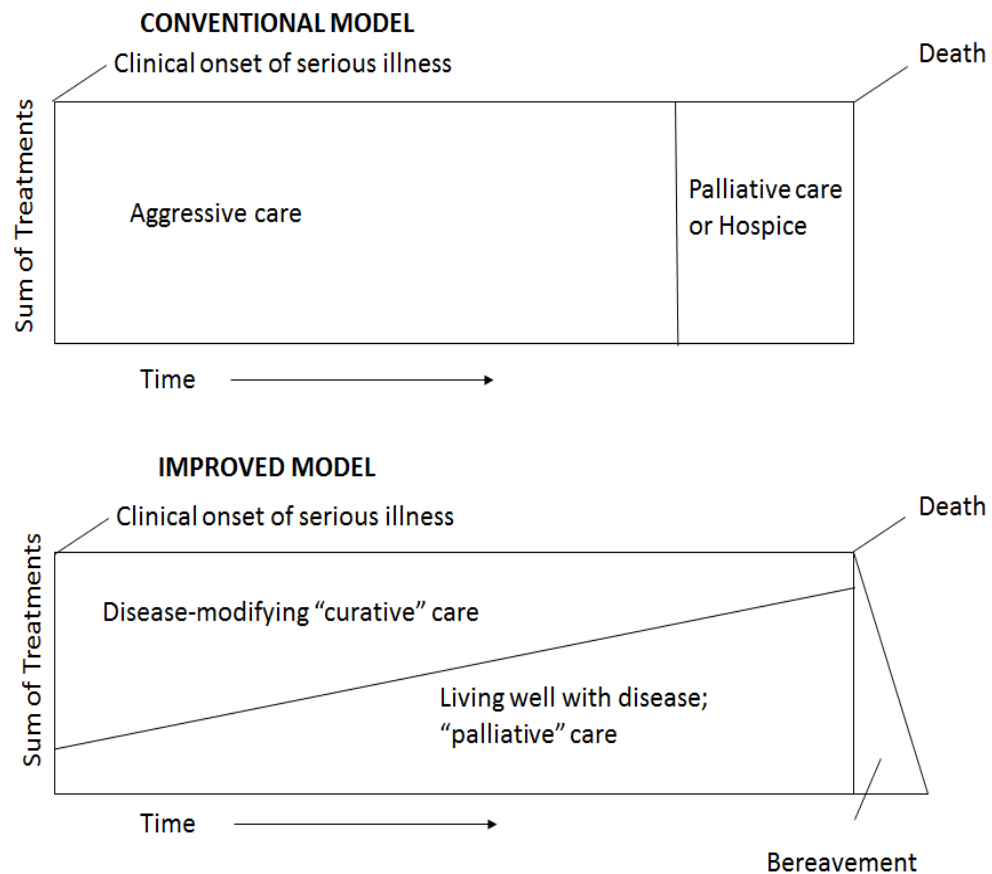 CONVENTIONAL MODEL
Clinical onset of serious illness
Death
Sum of Treatments
Aggressive care
Palliative care
or Hospice
Time
IMPROVED MODEL
Clinical onset of serious illness
Death
Sum of Treatments
Disease-modifying “curative” care
Living well with disease;
“palliative” care
Time
Bereavement